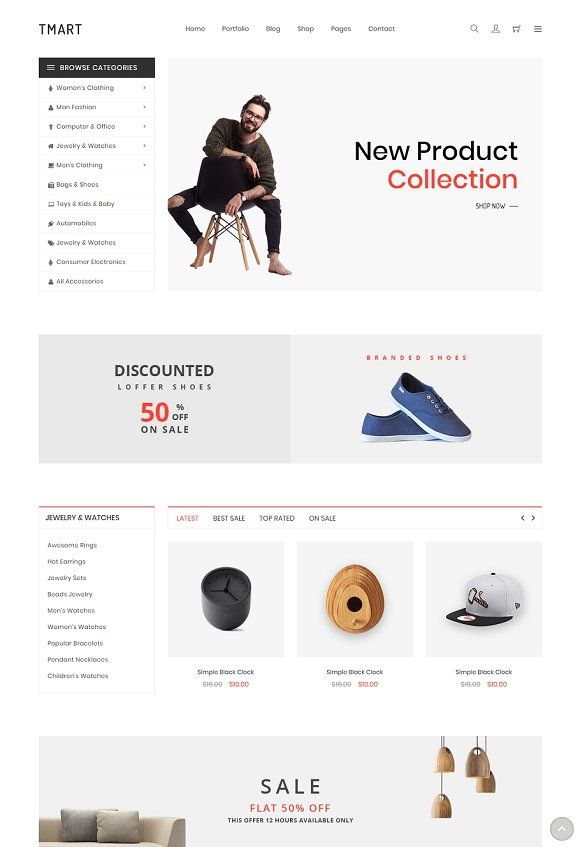 TMART
Home Portfolio Blog Shop Pages Contact
BROWSE CATEGORIES
Women's Clothing
Man Fashion
Computer & Office
Jewelry & Watches
Men's Clothing
Bags & Shoes
Toys & Kids & Baby
Automobiles
Jewelry & Watches
Consumer Electronics
All Accessories
New Product
Collection
SHOP NOW
DISCOUNTED
LOFFER SHOES
50 % OFF
ON SALE
BRANDED SHOES
JEWELRY & WATCHES
Awesome Rings
Hot Earrings
Jewelry Sets
Beads Jewelry
Men's Watches
Women's Watches
Popular Bracelets
Pendant Necklaces
Children's Watches
LATEST BEST SALE TOP RATED ON SALE
Simple Black Clock
$16.00 $10.00
Simple Black Clock
$16.00 $10.00
Simple Black Clock
$16.00 $10.00
SALE
FLAT 50% OFF
THIS OFFER 12 HOURS AVAILABLE ONLY